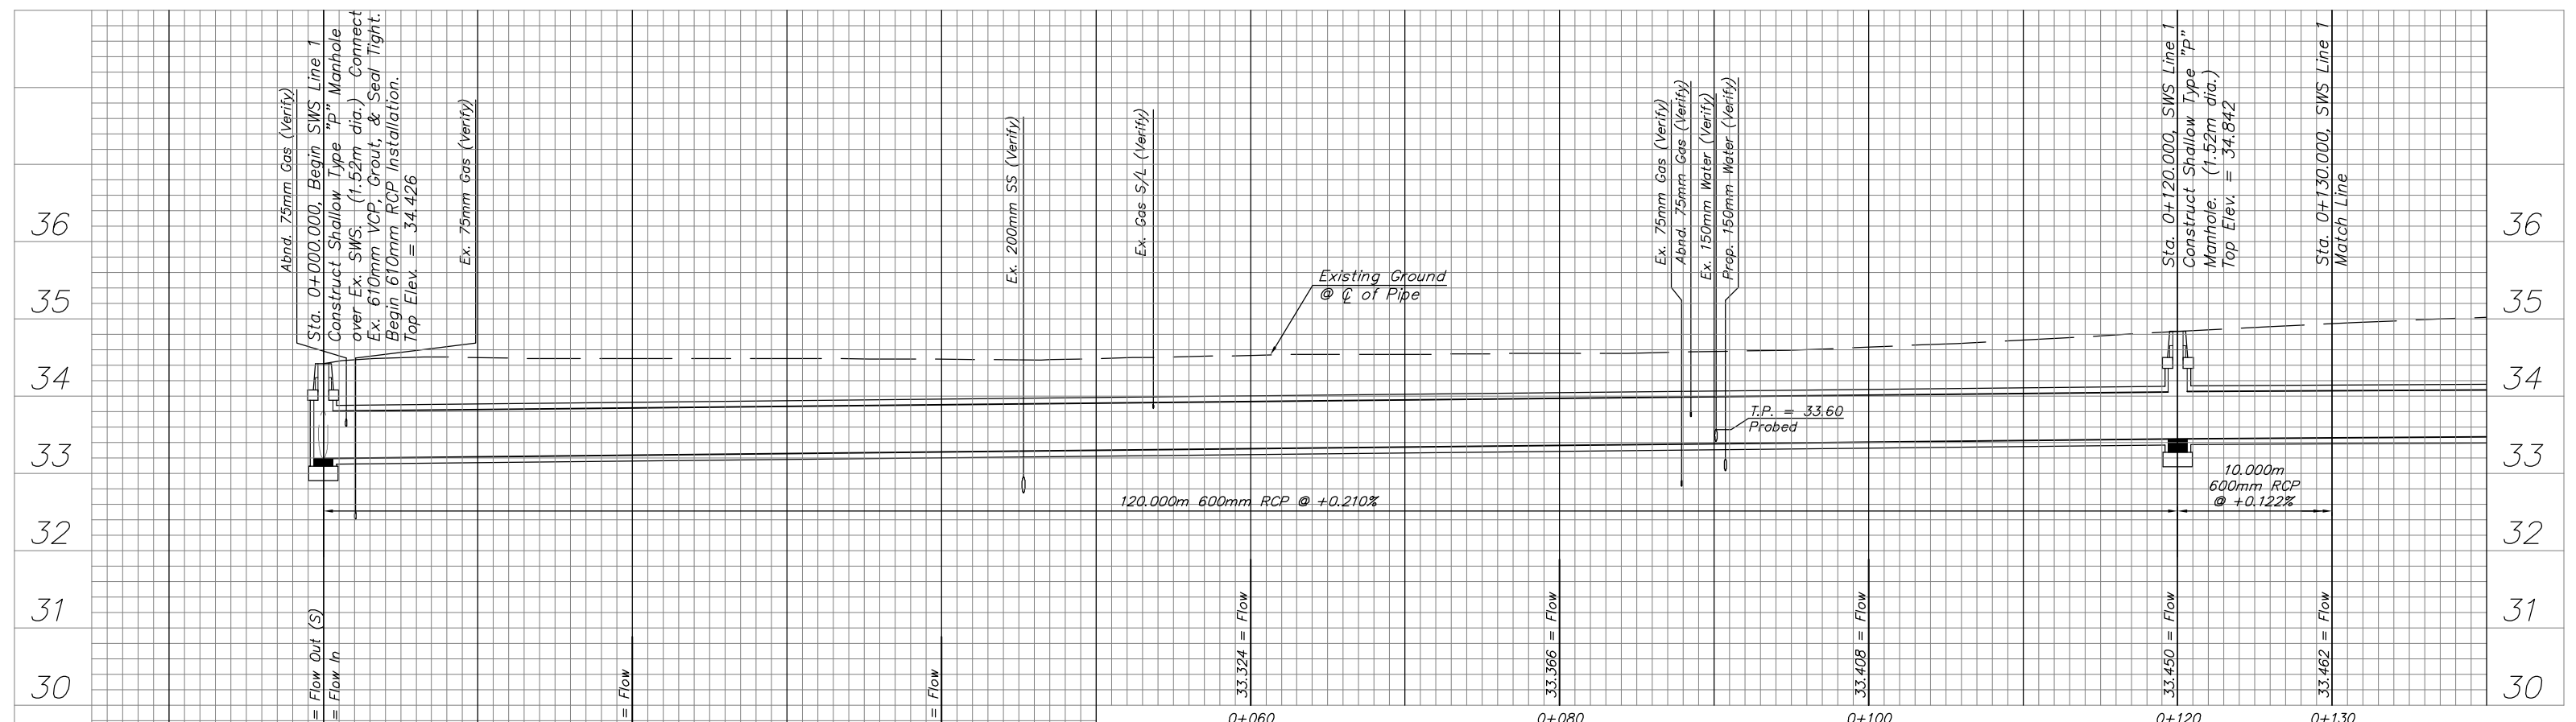 Abnd. 75mm Gas (Verify)
Sta. 0+000.000, Begin SWS Line 1
Construct Shallow Type "P" Manhole
over Ex. SWS. (1.52m dia.) Connect
Ex. 610mm VCP, Grout, & Seal Tight.
Begin 610mm RCP Installation.
Top Elev. = 34.426
Ex. 75mm Gas (Verify)
Ex. 200mm SS (Verify)
Ex. Gas S/L (Verify)
Existing Ground
@ ℄ of Pipe
Ex. 75mm Gas (Verify)
Abnd. 75mm Gas (Verify)
Ex. 150mm Water (Verify)
Prop. 150mm Water (Verify)
Sta. 0+120.000, SWS Line 1
Construct Shallow Type "P"
Manhole. (1.52m dia.)
Top Elev. = 34.842
Sta. 0+130.000, SWS Line 1
Match Line
36
36
35
35
34
34
T.P. = 33.60
Probed
33
33
120.000m 600mm RCP @ +0.210%
10.000m
600mm RCP
@ +0.122%
32
32
31
31
30
30
= Flow Out (S)
= Flow In
= Flow
= Flow
33.324 = Flow
33.366 = Flow
33.408 = Flow
33.450 = Flow
33.462 = Flow
0+060
0+080
0+100
0+120
0+130